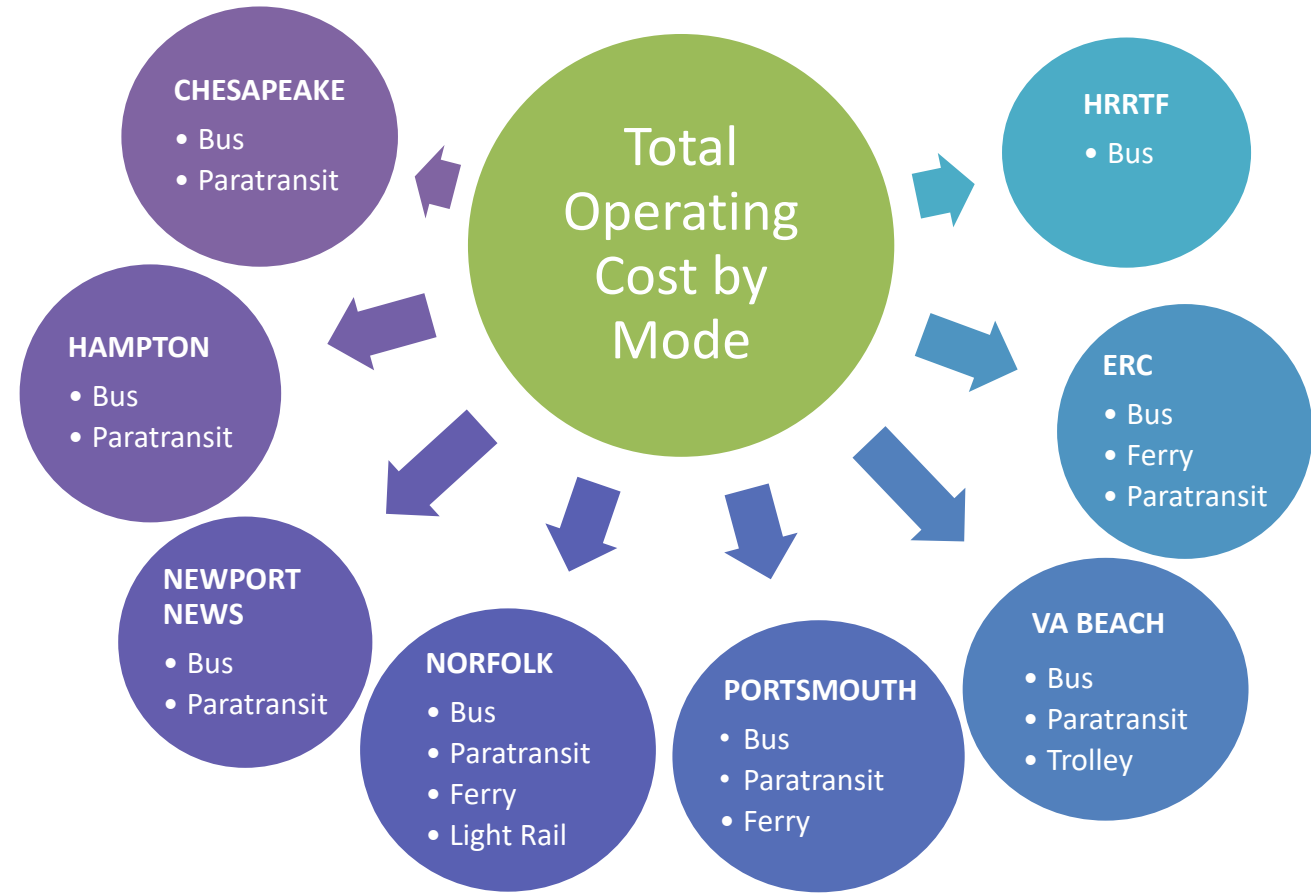 Total
Operating
Cost by
Mode
CHESAPEAKE
• Bus
• Paratransit
HRRTF
• Bus
HAMPTON
• Bus
• Paratransit
ERC
• Bus
• Ferry
• Paratransit
NEWPORT
NEWS
• Bus
• Paratransit
NORFOLK
• Bus
• Paratransit
• Ferry
• Light Rail
PORTSMOUTH
• Bus
• Paratransit
• Ferry
VA BEACH
• Bus
• Paratransit
• Trolley